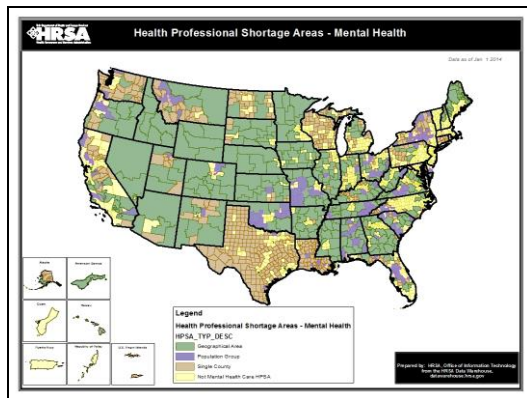 HRSA
Health Professional Shortage Areas - Mental Health
Data as of Jan 1 2014
Alaska
American Samoa
Guam
Hawaii
Puerto Rico
Republic of Palau
U.S. Virgin Islands
Legend
Health Professional Shortage Areas - Mental Health
HPSA_TYP_DESC
Geographical Area
Population Group
Single County
Not Mental Health Care HPSA
Prepared by: HRSA, Office of Information Technology
from the HRSA Data Warehouse,
datawarehouse.hrsa.gov